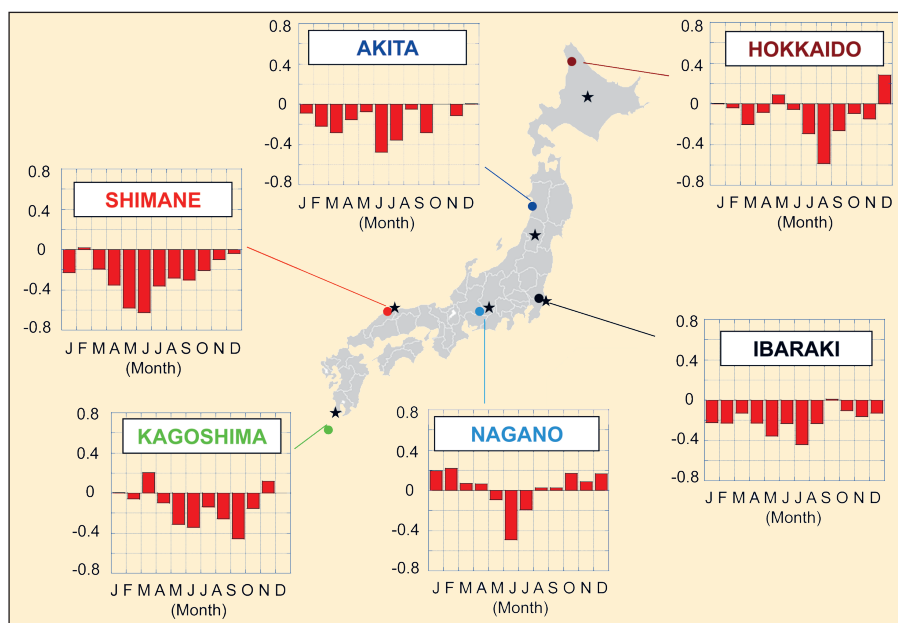 0.8
AKITA
0.4
0
-0.4
-0.8
J F M A M J J A S O N D
(Month)
0.8
HOKKAIDO
0.4
0
-0.4
-0.8
J F M A M J J A S O N D
(Month)
0.8
SHIMANE
0.4
0
-0.4
-0.8
J F M A M J J A S O N D
(Month)
0.8
IBARAKI
0.4
0
-0.4
-0.8
J F M A M J J A S O N D
(Month)
0.8
KAGOSHIMA
0.4
0
-0.4
-0.8
J F M A M J J A S O N D
(Month)
0.8
NAGANO
0.4
0
-0.4
-0.8
J F M A M J J A S O N D
(Month)